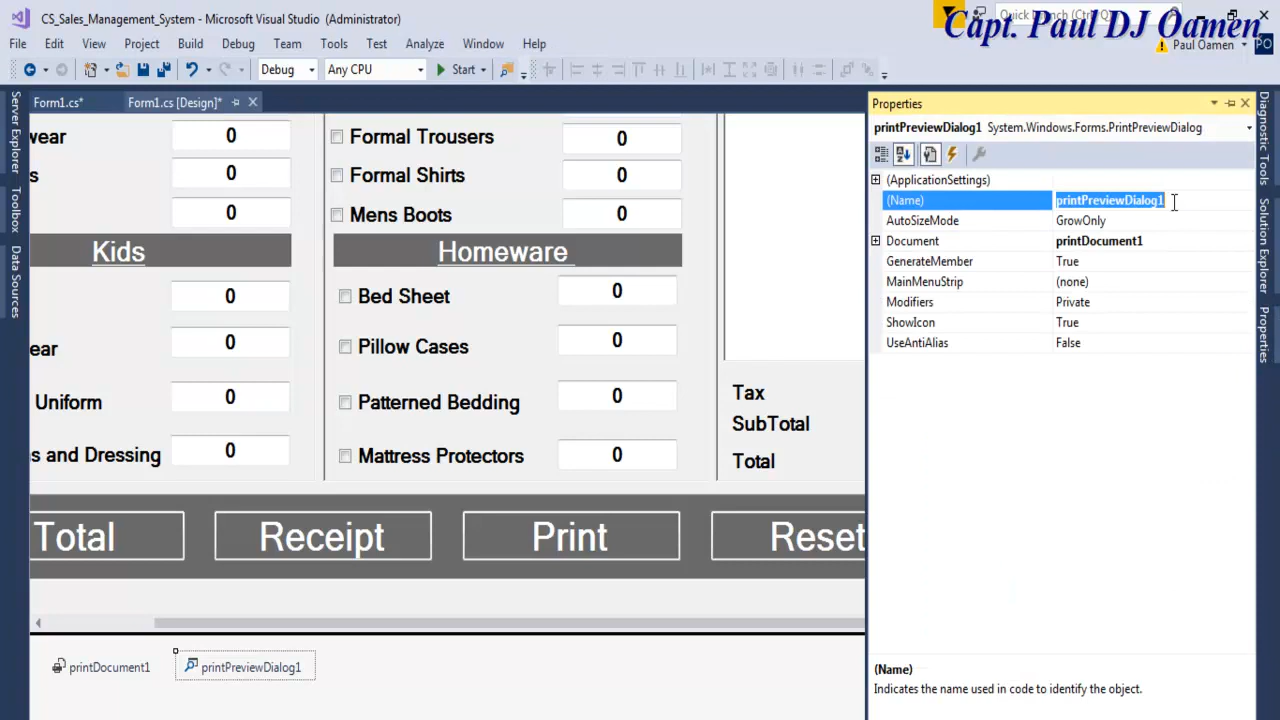 CS_Sales_Management_System - Microsoft Visual Studio (Administrator)
Quick Launch (Ctrl+Q)
Capt. Paul DJ Oamen
File Edit View Project Build Debug Team Tools Test Analyze Window Help
Paul Oamen PO
Debug Any CPU Start
Form1.cs* Form1.cs [Design]*
Server Explorer
Toolbox
Data Sources
wear 0
s 0
0
Kids
0
ear 0
Uniform 0
s and Dressing 0
Formal Trousers 0
Formal Shirts 0
Mens Boots 0
Homeware
Bed Sheet 0
Pillow Cases 0
Patterned Bedding 0
Mattress Protectors 0
Tax
SubTotal
Total
Total Receipt Print Reset
printDocument1 printPreviewDialog1
Properties
printPreviewDialog1 System.Windows.Forms.PrintPreviewDialog
(ApplicationSettings)
(Name) printPreviewDialog1
AutoSizeMode GrowOnly
Document printDocument1
GenerateMember True
MainMenuStrip (none)
Modifiers Private
ShowIcon True
UseAntiAlias False
(Name)
Indicates the name used in code to identify the object.
Diagnostic Tools
Solution Explorer
Properties